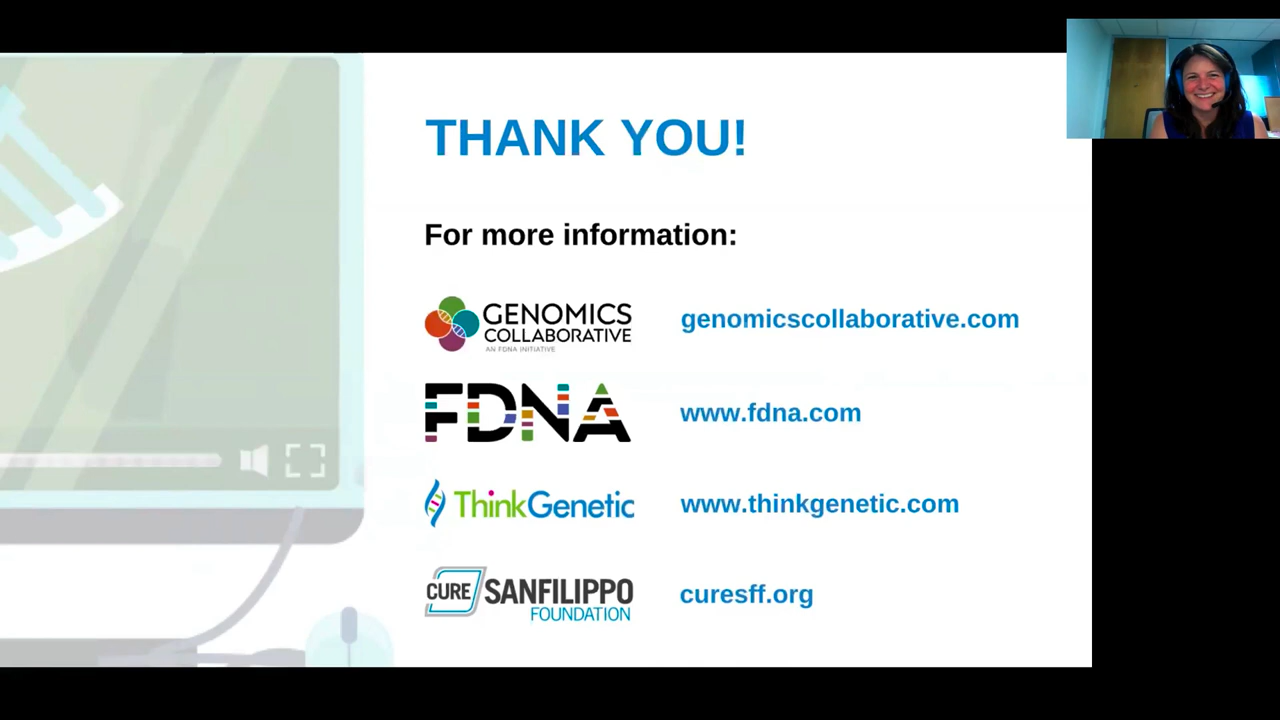 THANK YOU!
For more information:
GENOMICS
COLLABORATIVE
AN FDNA INITIATIVE
genomicscollaborative.com
FDNA
www.fdna.com
ThinkGenetic
www.thinkgenetic.com
CURE SANFILIPPO
FOUNDATION
curesff.org